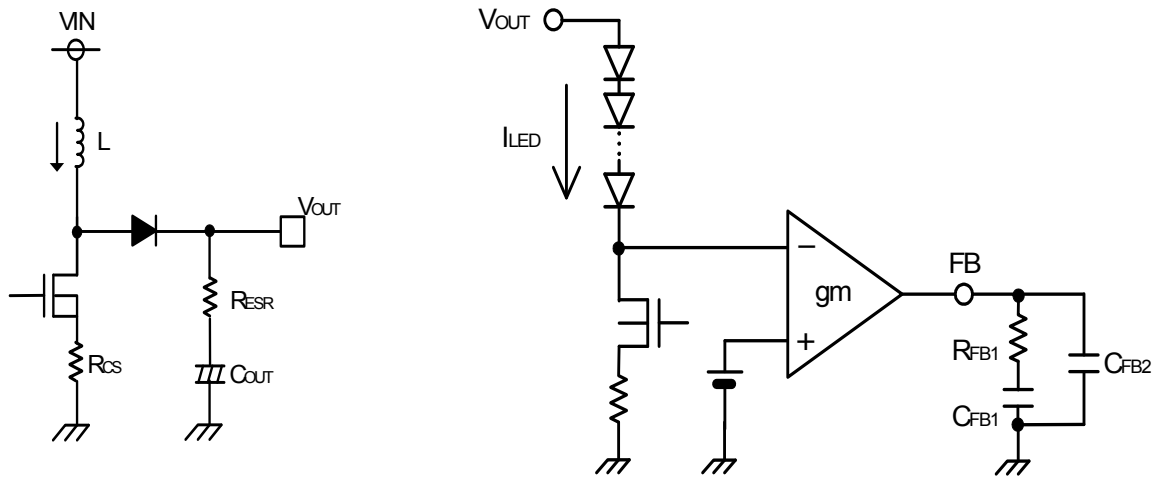 VIN
L
VOUT
RESR
RCS
COUT
VOUT
ILED
−
gm
+
FB
RFB1
CFB2
CFB1